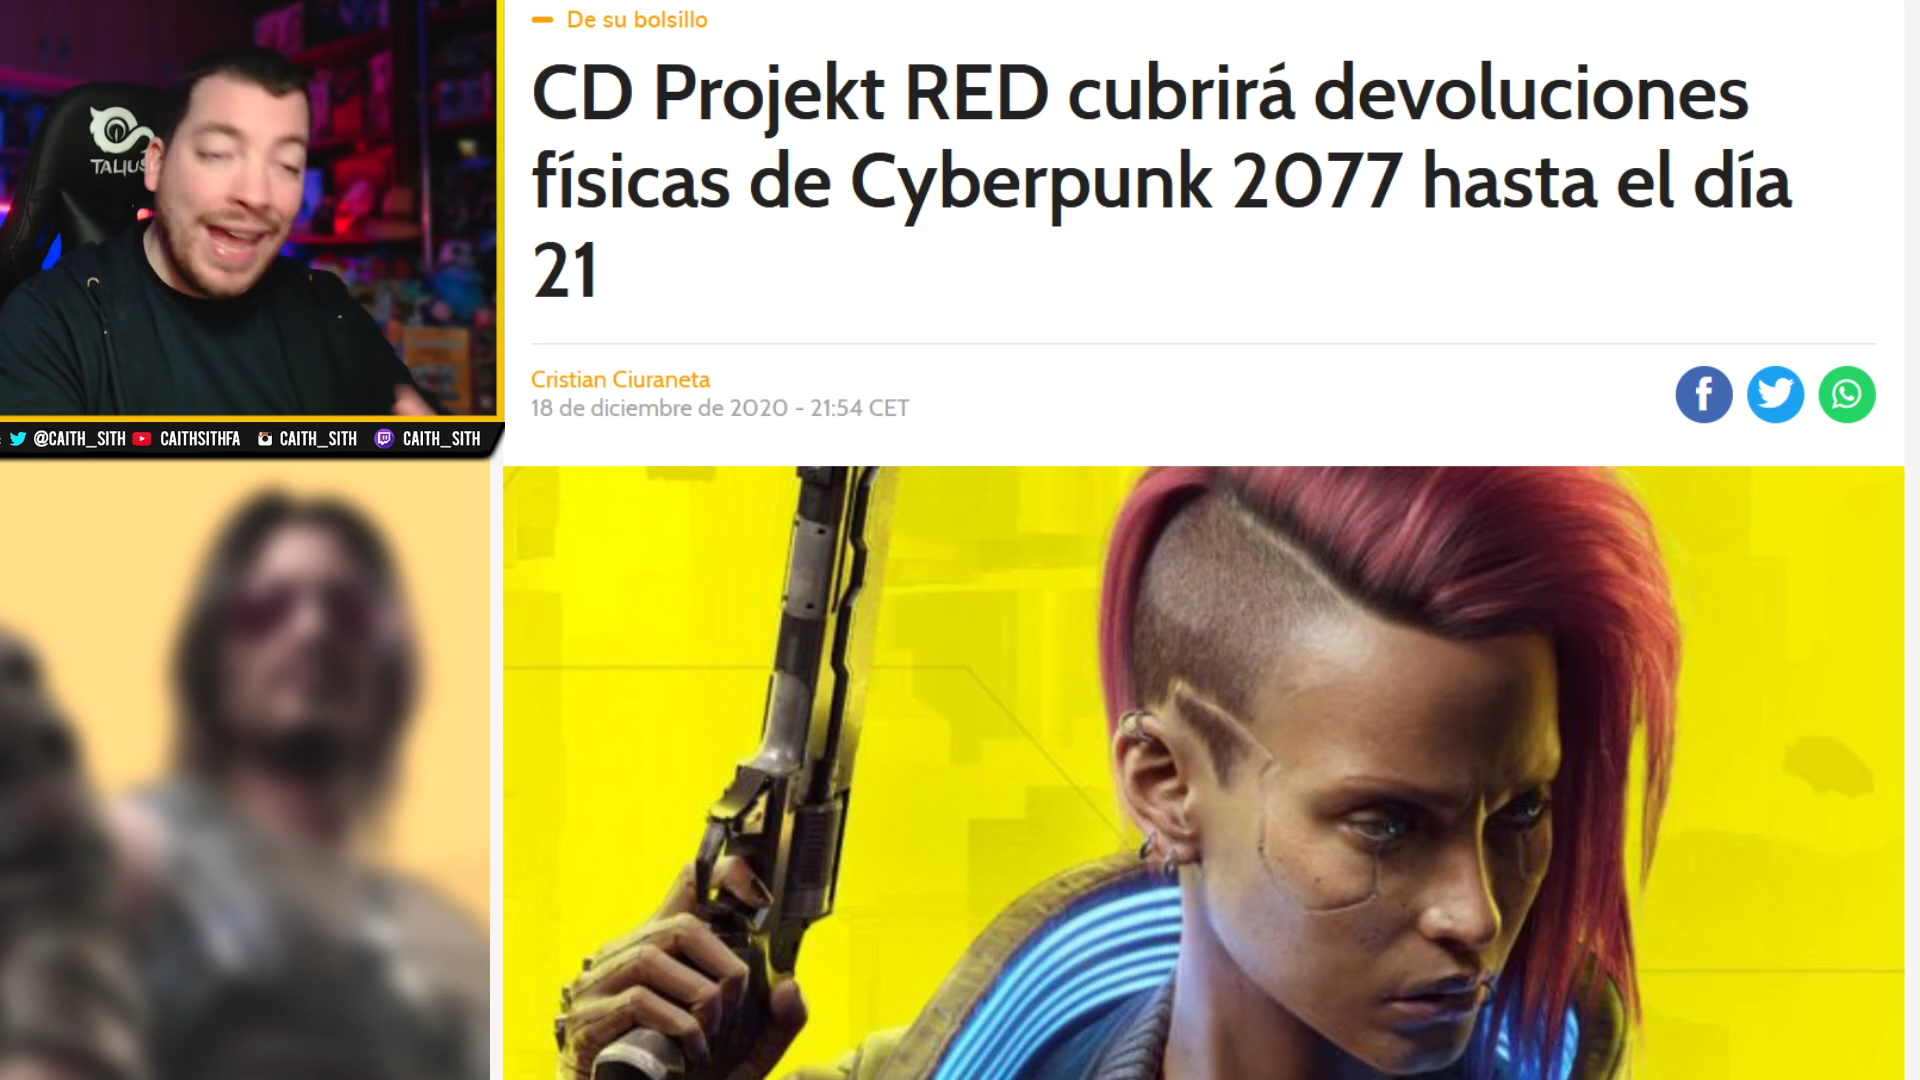 De su bolsillo
CD Projekt RED cubrirá devoluciones
físicas de Cyberpunk 2077 hasta el día
21
Cristian Ciuraneta
18 de diciembre de 2020 - 21:54 CET
TALIUS
@CAITH_SITH CAITHSITHFA CAITH_SITH CAITH_SITH